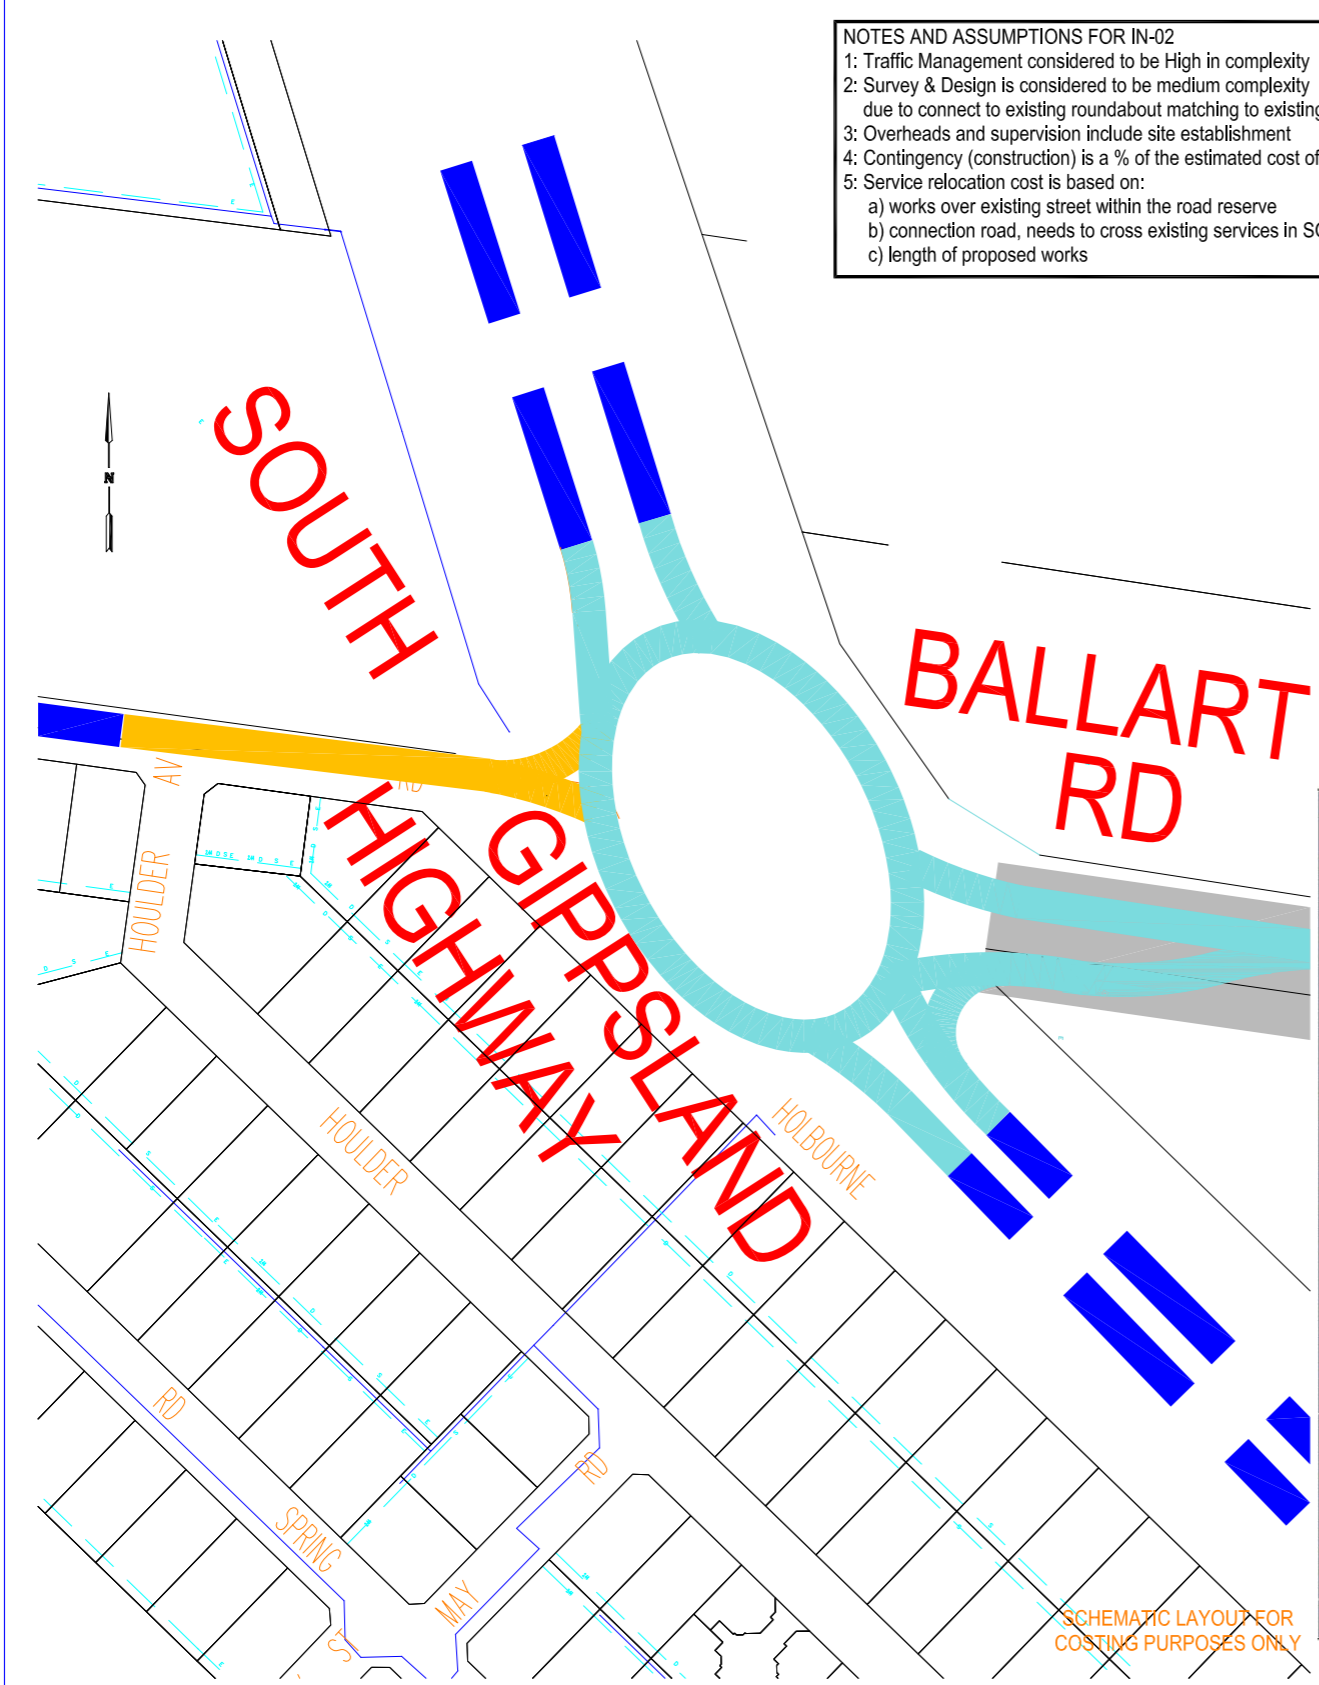 NOTES AND ASSUMPTIONS FOR IN-02
1: Traffic Management considered to be High in complexity
2: Survey & Design is considered to be medium complexity
due to connect to existing roundabout matching to existing
3: Overheads and supervision include site establishment
4: Contingency (construction) is a % of the estimated cost of
5: Service relocation cost is based on:
a) works over existing street within the road reserve
b) connection road, needs to cross existing services in
c) length of proposed works
N
SOUTH
GIPPSLAND
HIGHWAY
BALLART
RD
RD
HOULDER
AV
HOULDER
HOLBOURNE
RD
SPRING
MAY
RD
ST
SCHEMATIC LAYOUT FOR
COSTING PURPOSES ONLY